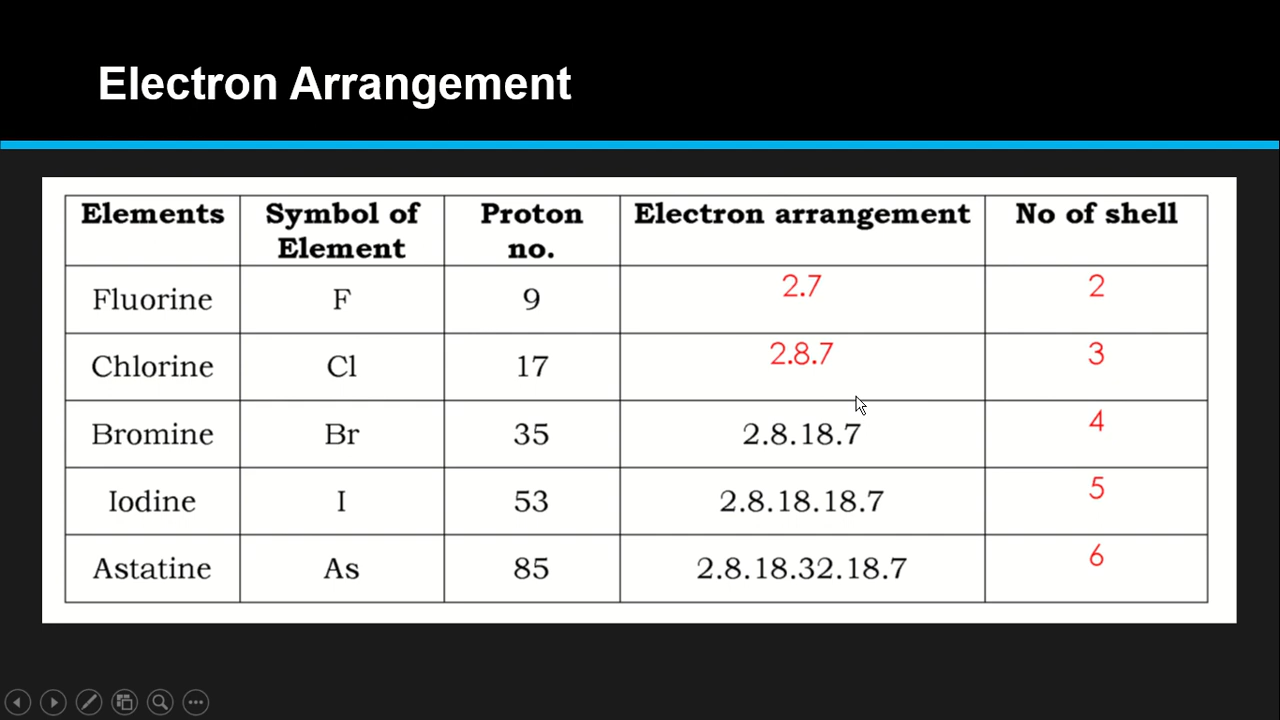 Electron Arrangement
Elements Symbol of Element Proton no. Electron arrangement No of shell
Fluorine F 9 2.7 2
Chlorine Cl 17 2.8.7 3
Bromine Br 35 2.8.18.7 4
Iodine I 53 2.8.18.18.7 5
Astatine As 85 2.8.18.32.18.7 6